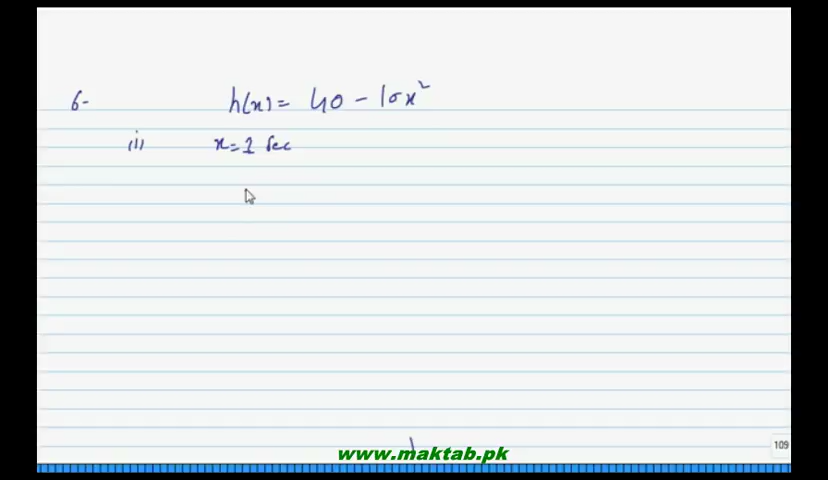 6- h(x) = 40 - 10x²
(i) x = 1 sec
www.maktab.pk
109